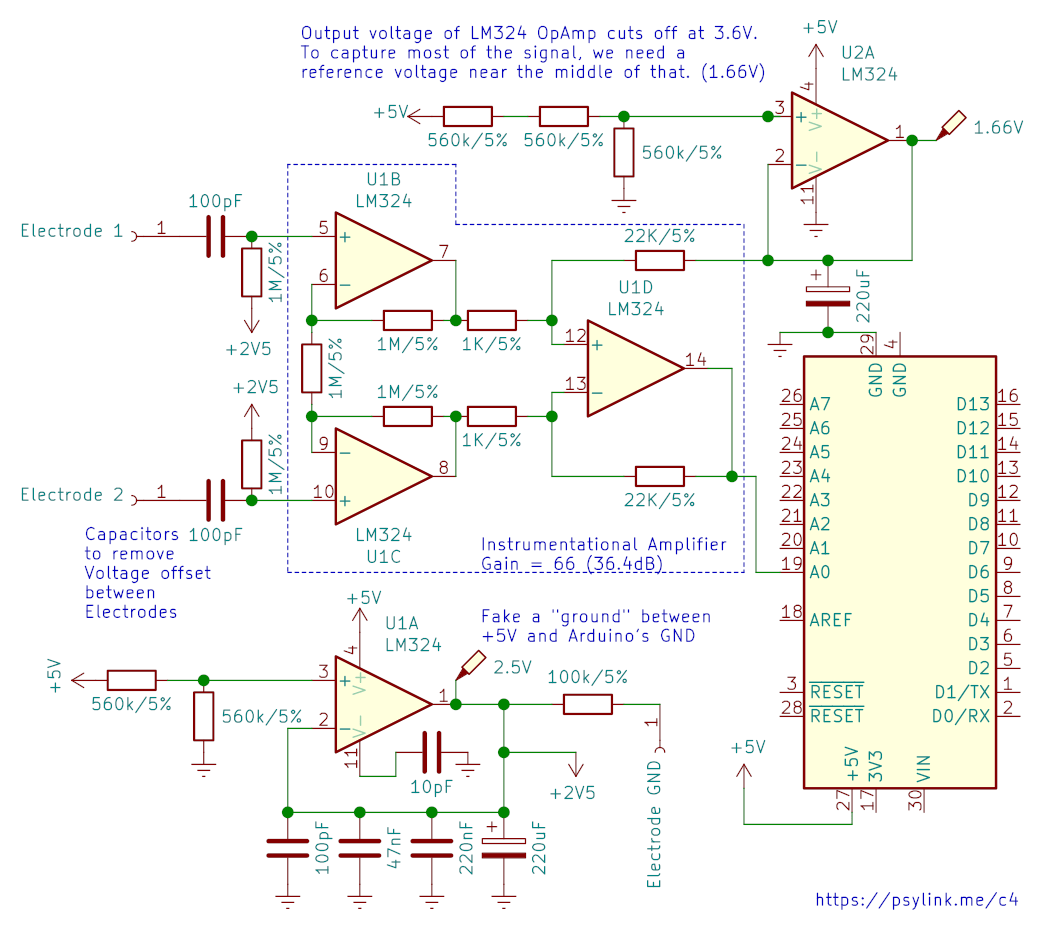 Output voltage of LM324 OpAmp cuts off at 3.6V.
To capture most of the signal, we need a
reference voltage near the middle of that. (1.66V)
+5V
U2A
LM324
+5V
560k/5%
560k/5%
560k/5%
3
+
4
V+
1
2
−
V-
11
1.66V
U1B
LM324
100pF
Electrode 1
1
1M/5%
+2V5
5
+
6
−
7
22K/5%
U1D
LM324
+
220uF
1M/5%
1K/5%
1M/5%
12
+
13
−
14
+2V5
1M/5%
1M/5%
1K/5%
9
−
10
+
8
Electrode 2
1
100pF
22K/5%
LM324
U1C
Capacitors
to remove
Voltage offset
between
Electrodes
Instrumentational Amplifier
Gain = 66 (36.4dB)
29
4
GND
GND
26
A7
D13
16
25
A6
D12
15
24
A5
D11
14
23
A4
D10
13
22
A3
D9
12
21
A2
D8
11
20
A1
D7
10
19
A0
D6
9
D5
8
18
AREF
D4
7
D3
6
D2
5
3
RESET
D1/TX
1
28
RESET
D0/RX
2
+5V
+5V
3V3
VIN
27
17
30
+5V
U1A
LM324
Fake a "ground" between
+5V and Arduino's GND
+5V
560k/5%
560k/5%
3
+
4
V+
1
2
−
V-
11
2.5V
100k/5%
1
Electrode GND
10pF
+2V5
100pF
47nF
220nF
+
220uF
https://psylink.me/c4